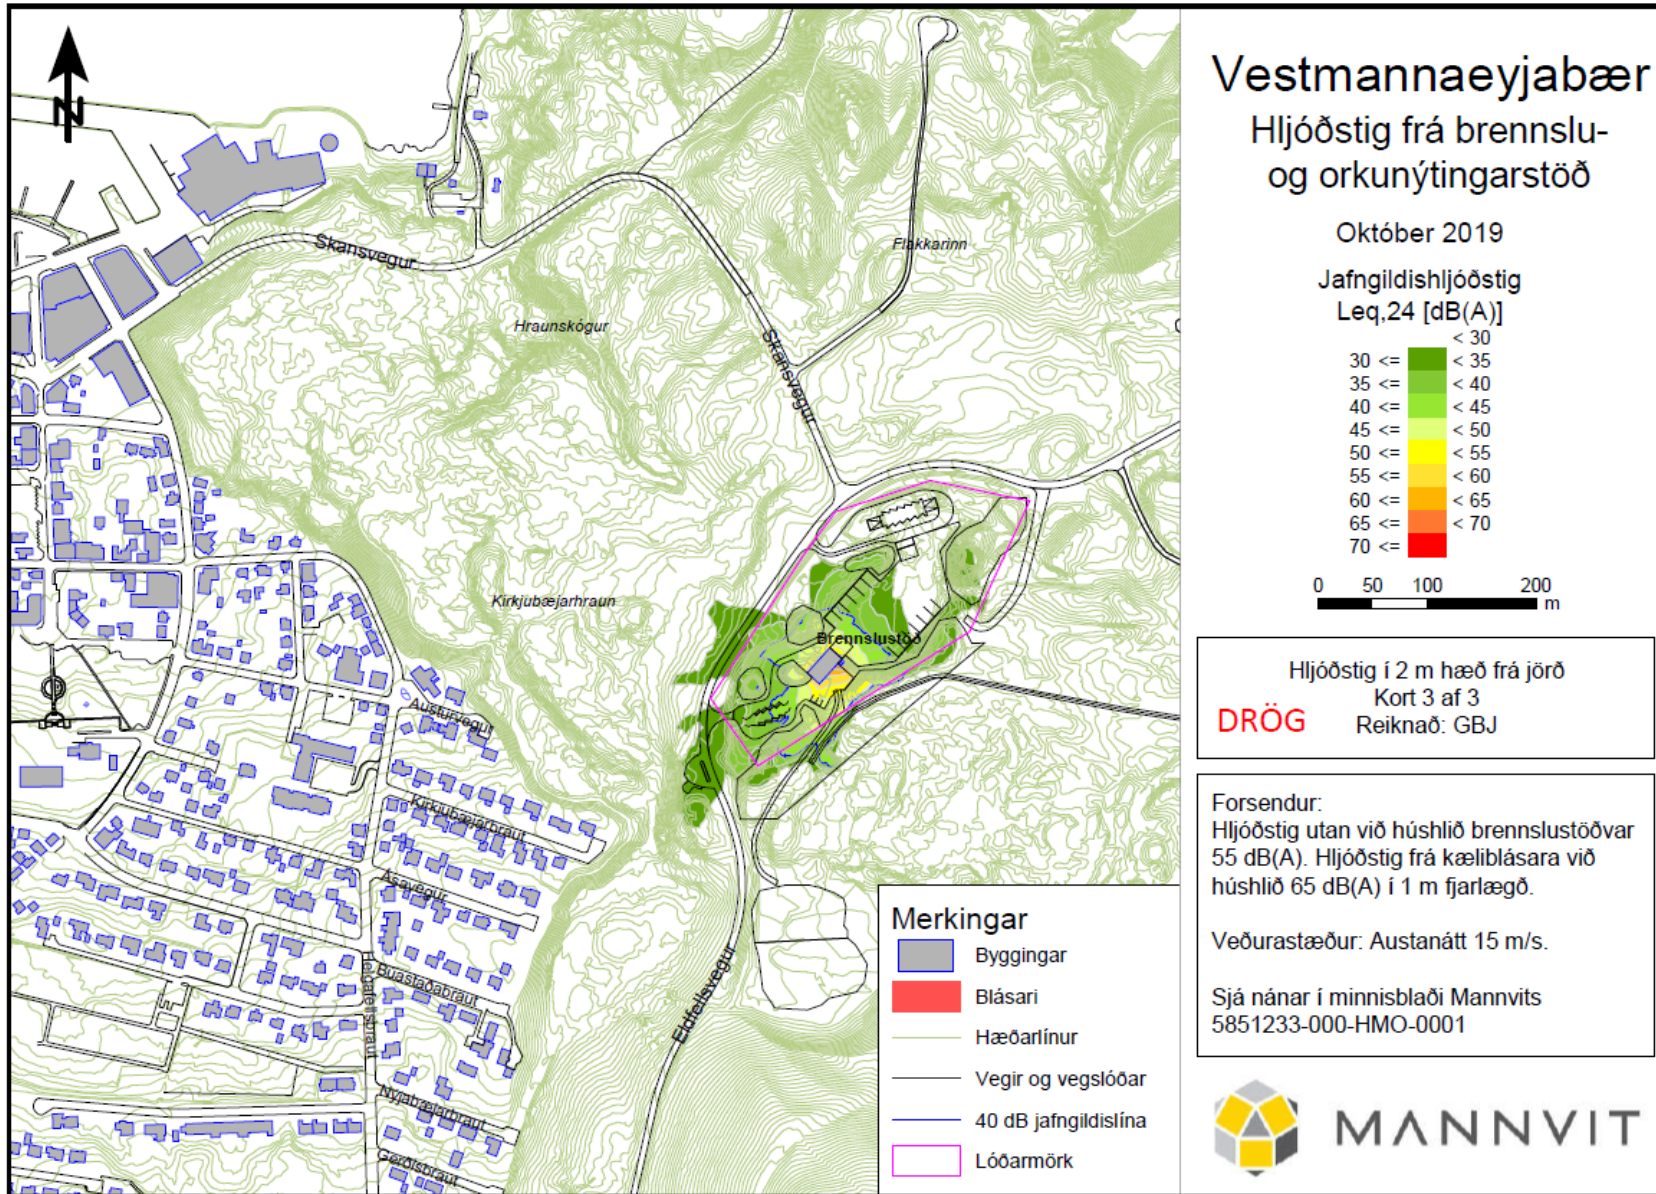 N
Skansvegur
Flakkarinn
Hraunskógur
Skansvegur
Kirkjubæjarhraun
Brennslustöð
Austurvegur
Kirkjubæjarbraut
Ásavegur
Helgafellsbraut
Búastaðabraut
Eldfellsvegur
Nýjabæjarbraut
Gerðisbraut
Merkingar
Byggingar
Blásari
Hæðarlínur
Vegir og vegslóðar
40 dB jafngildislína
Lóðarmörk
Vestmannaeyjabær
Hljóðstig frá brennslu-
og orkunýtingarstöð
Október 2019
Jafngildishljóðstig
Leq,24 [dB(A)]
< 30
30 <= < 35
35 <= < 40
40 <= < 45
45 <= < 50
50 <= < 55
55 <= < 60
60 <= < 65
65 <= < 70
70 <=
0 50 100 200
m
Hljóðstig í 2 m hæð frá jörð
Kort 3 af 3
DRÖG Reiknað: GBJ
Forsendur:
Hljóðstig utan við húshlið brennslustöðvar
55 dB(A). Hljóðstig frá kæliblásara við
húshlið 65 dB(A) í 1 m fjarlægð.
Veðurastæður: Austanátt 15 m/s.
Sjá nánar í minnisblaði Mannvits
5851233-000-HMO-0001
MANNVIT